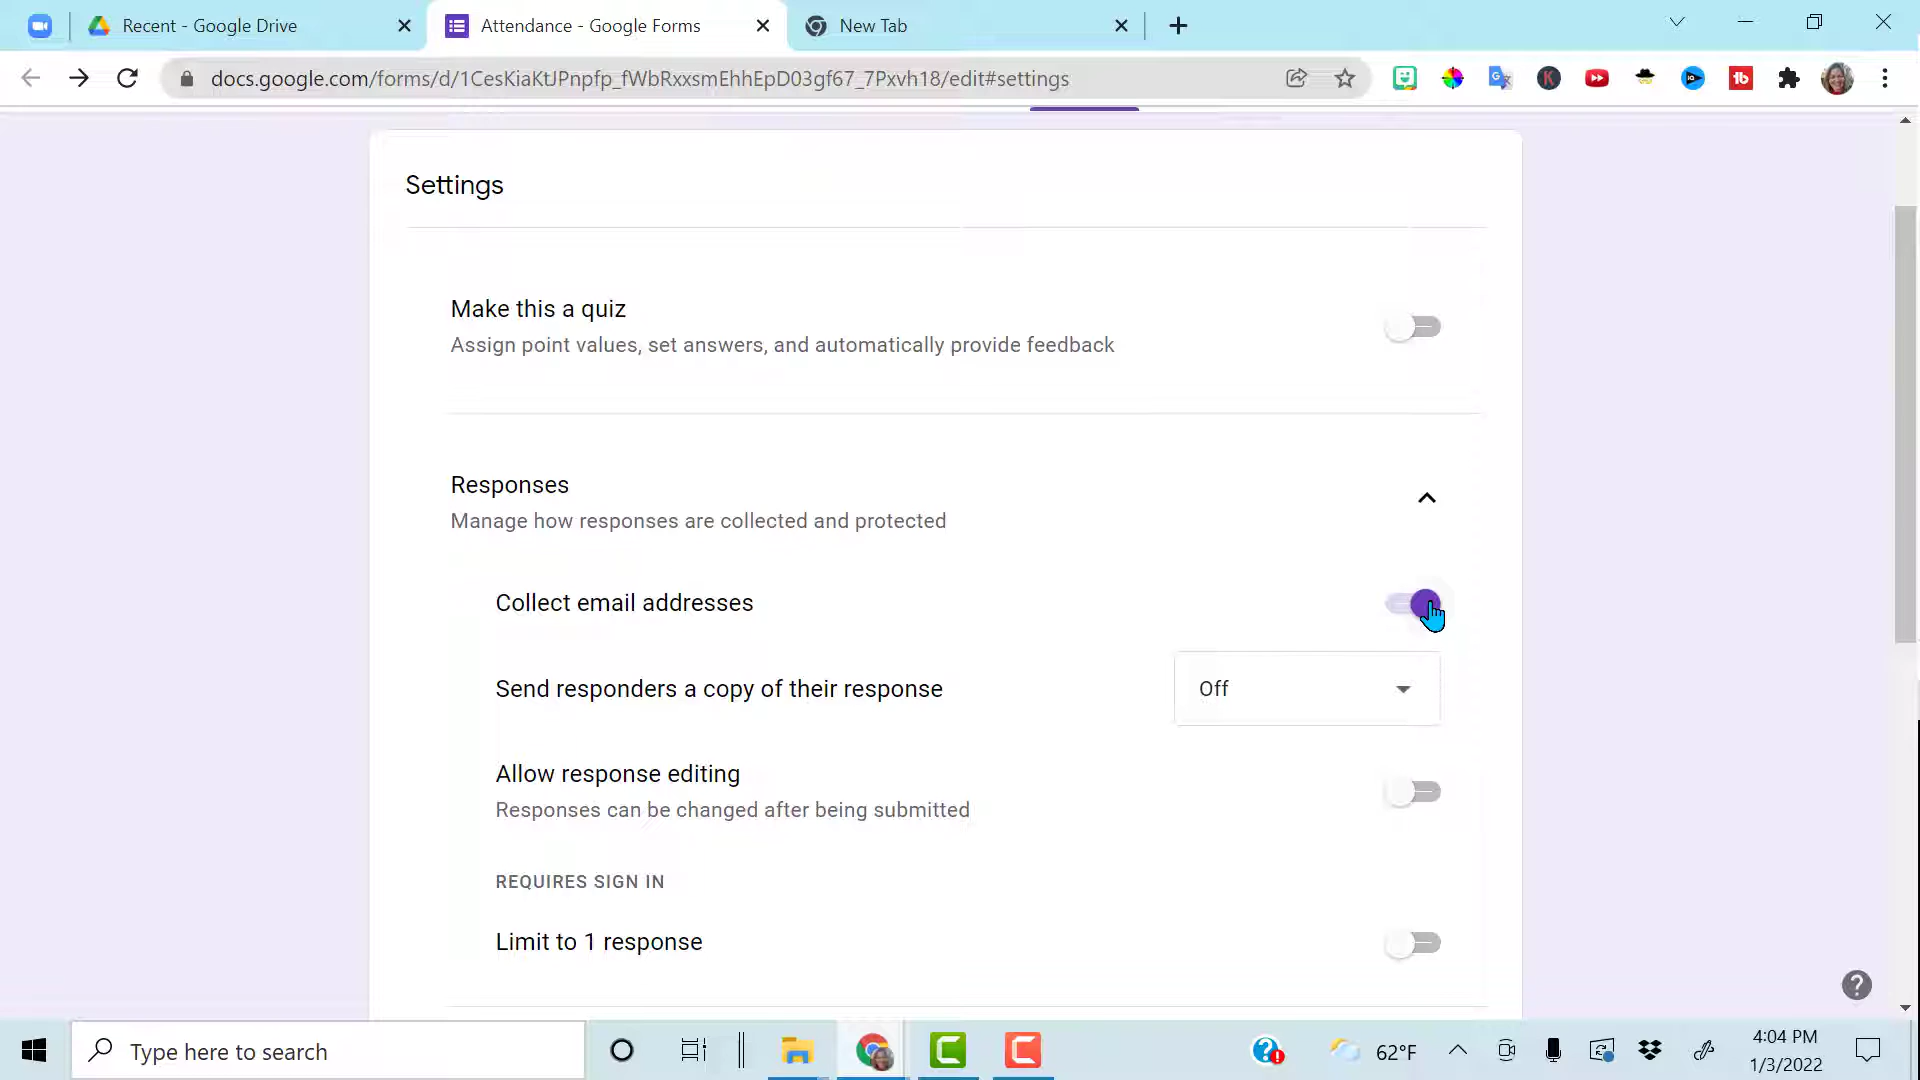 Recent - Google Drive
Attendance - Google Forms
New Tab
docs.google.com/forms/d/1CesKiaKtJPnpfp_fWbRxxsmEhhEpD03gf67_7Pxvh18/edit#settings
Settings
Make this a quiz
Assign point values, set answers, and automatically provide feedback
Responses
Manage how responses are collected and protected
Collect email addresses
Send responders a copy of their response
Off
Allow response editing
Responses can be changed after being submitted
REQUIRES SIGN IN
Limit to 1 response
Type here to search
62°F
4:04 PM
1/3/2022